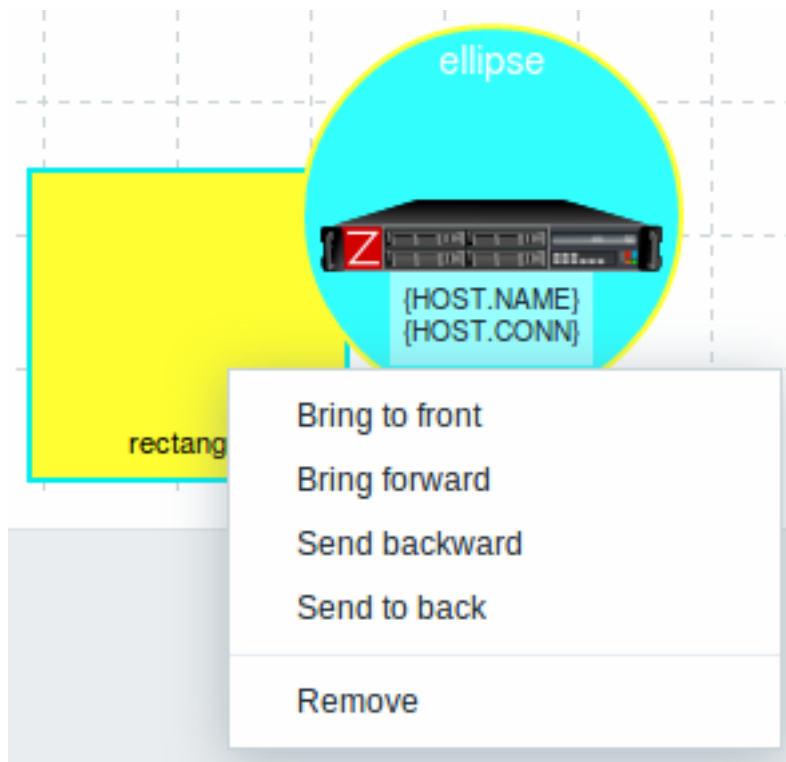 ellipse
Z
{HOST.NAME}
{HOST.CONN}
Bring to front
rectang
Bring forward
Send backward
Send to back
Remove